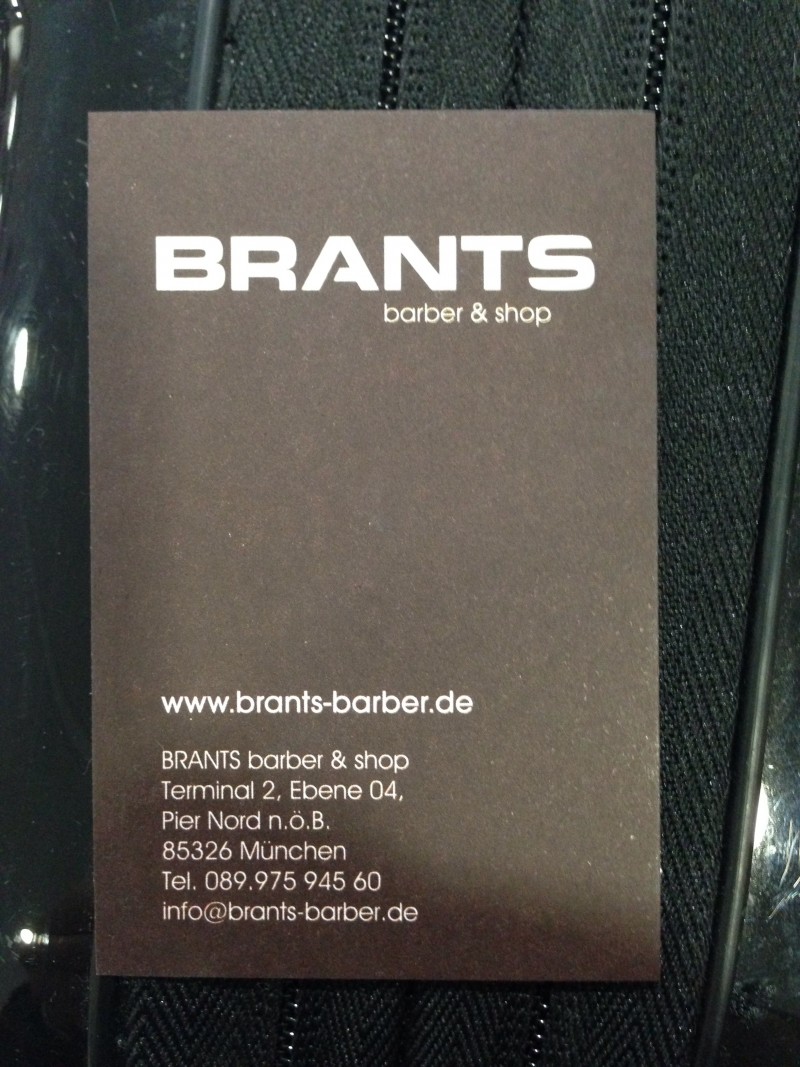 BRANTS
barber & shop
www.brants-barber.de
BRANTS barber & shop
Terminal 2, Ebene 04,
Pier Nord n.ö.B.
85326 München
Tel. 089.975 945 60
info@brants-barber.de